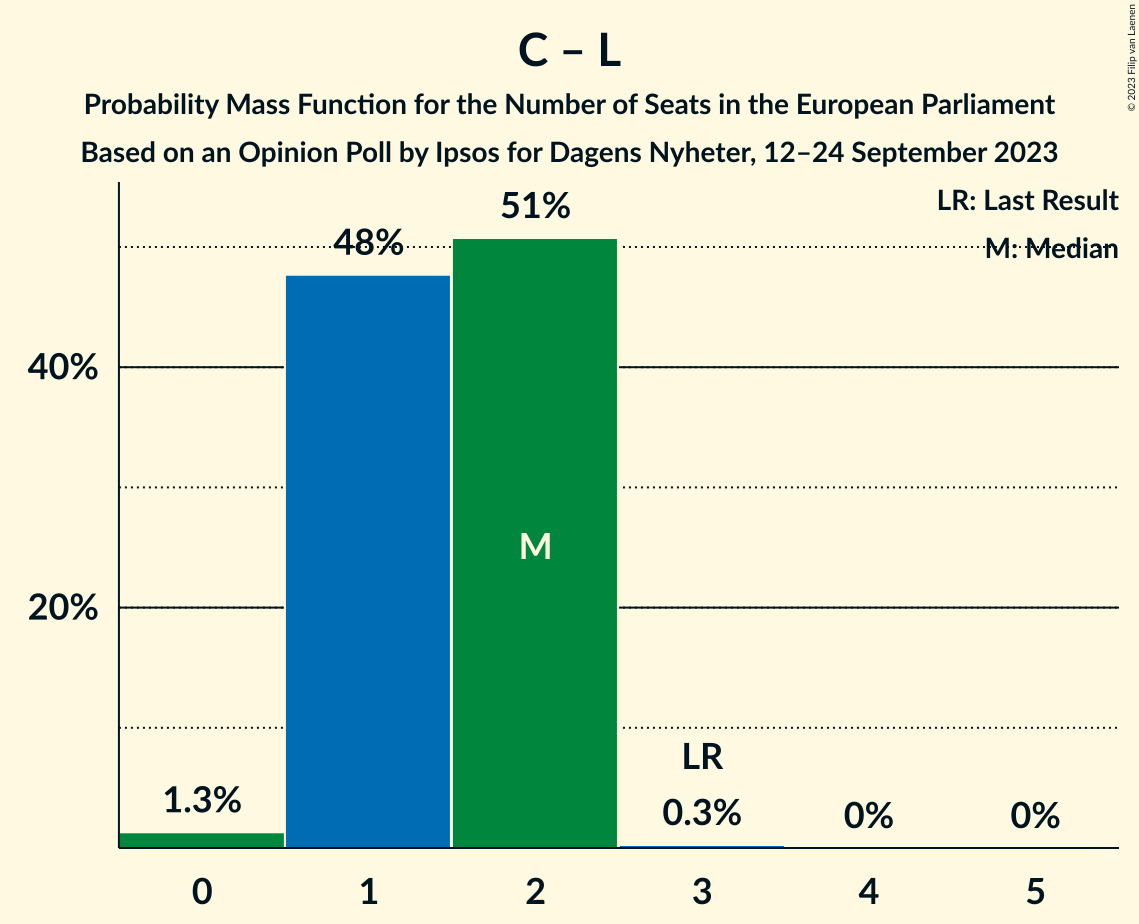 C – L
Probability Mass Function for the Number of Seats in the European Parliament
Based on an Opinion Poll by Ipsos for Dagens Nyheter, 12–24 September 2023
© 2023 Filip van Laenen
LR: Last Result
M: Median
51%
48%
40%
M
20%
LR
1.3%
0.3%
0%
0%
0 1 2 3 4 5